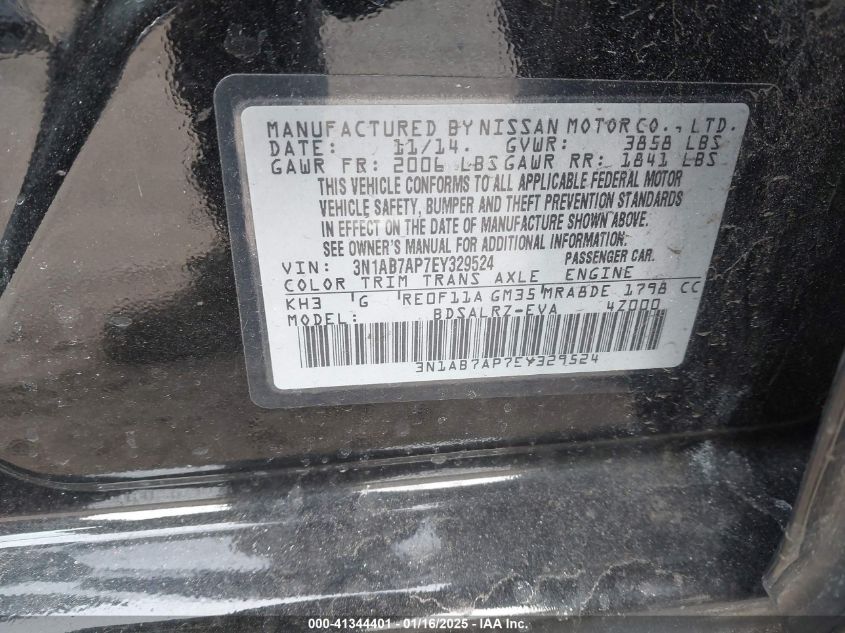 MANUFACTURED BY NISSAN MOTOR CO., LTD.
DATE: 11/14. GVWR: 3858 LBS
GAWR FR: 2006 LBS GAWR RR: 1841 LBS
THIS VEHICLE CONFORMS TO ALL APPLICABLE FEDERAL MOTOR
VEHICLE SAFETY, BUMPER AND THEFT PREVENTION STANDARDS
IN EFFECT ON THE DATE OF MANUFACTURE SHOWN ABOVE.
SEE OWNER'S MANUAL FOR ADDITIONAL INFORMATION.
VIN: 3N1AB7AP7EY329524 PASSENGER CAR.
COLOR TRIM TRANS AXLE ENGINE
KH3 'G 'RE0F11A GM35'MRA8DE 1798 CC
MODEL: BDSALRZ-EVA 4Z000
3N1AB7AP7EY329524
000-41344401 - 01/16/2025 - IAA Inc.